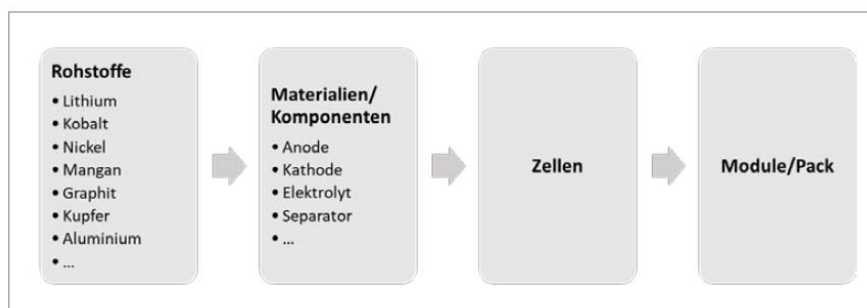 Rohstoffe
• Lithium
• Kobalt
• Nickel
• Mangan
• Graphit
• Kupfer
• Aluminium
• ...
Materialien/
Komponenten
• Anode
• Kathode
• Elektrolyt
• Separator
• ...
Zellen
Module/Pack